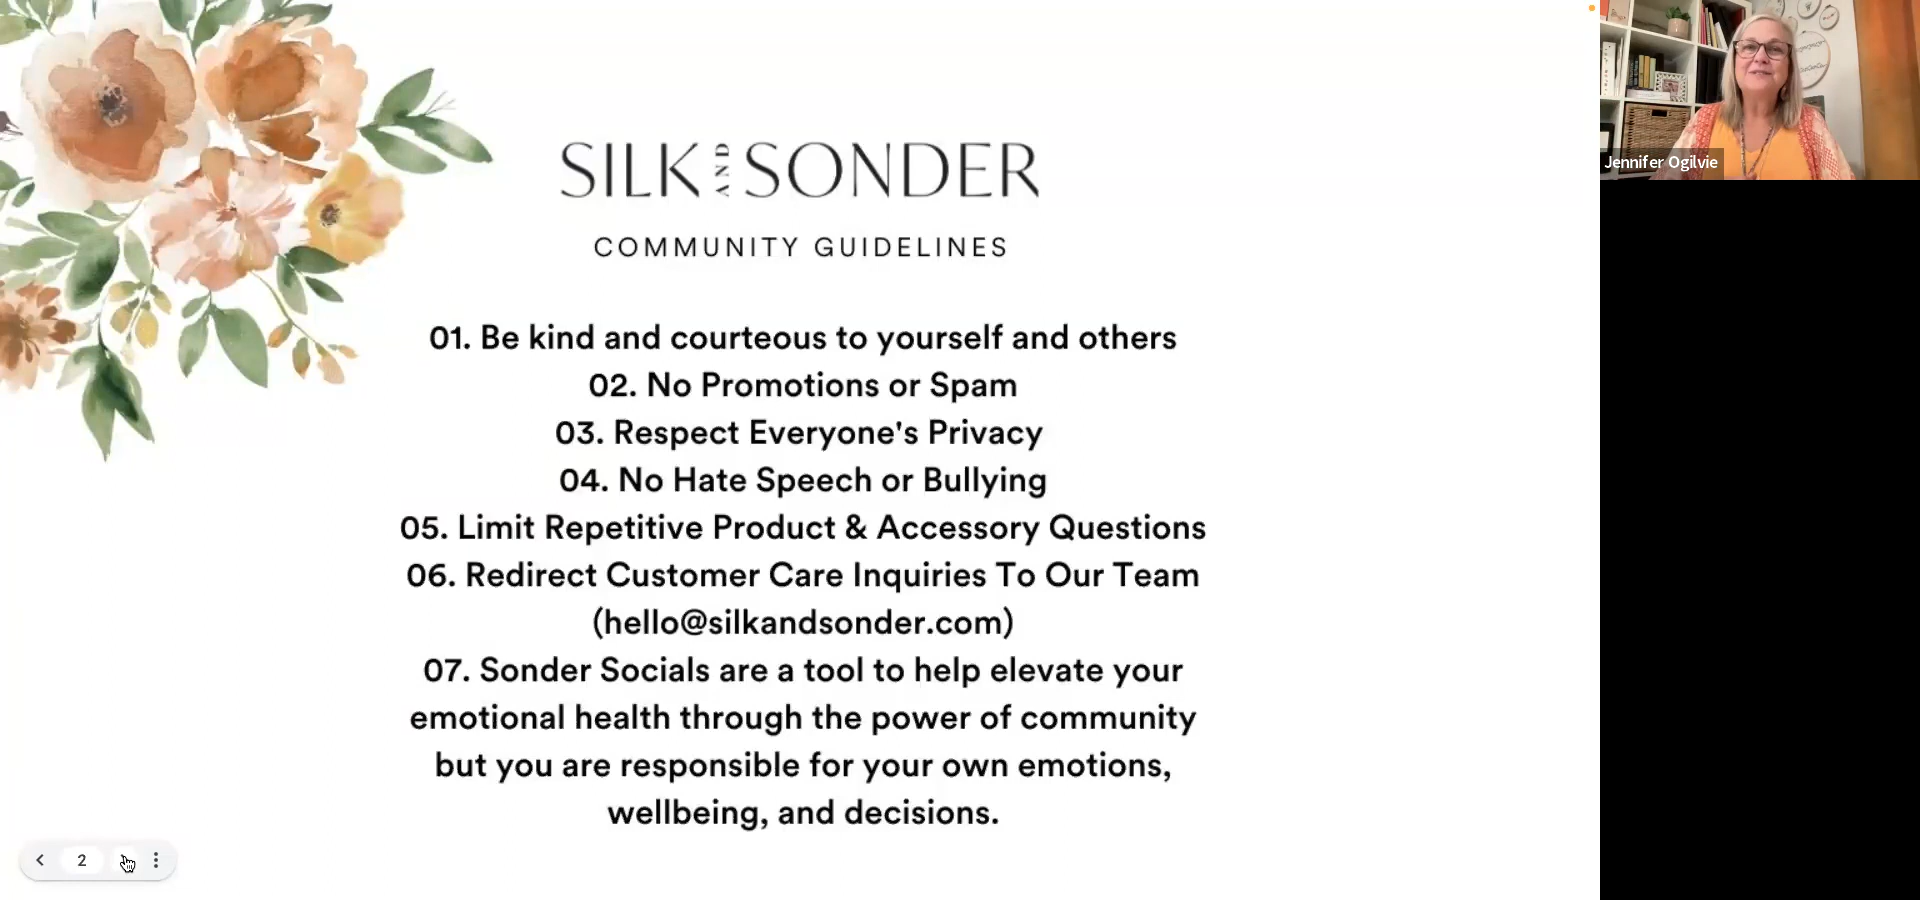 SILK AND SONDER
COMMUNITY GUIDELINES
01. Be kind and courteous to yourself and others
02. No Promotions or Spam
03. Respect Everyone's Privacy
04. No Hate Speech or Bullying
05. Limit Repetitive Product & Accessory Questions
06. Redirect Customer Care Inquiries To Our Team
(hello@silkandsonder.com)
07. Sonder Socials are a tool to help elevate your
emotional health through the power of community
but you are responsible for your own emotions,
wellbeing, and decisions.
2
Jennifer Ogilvie